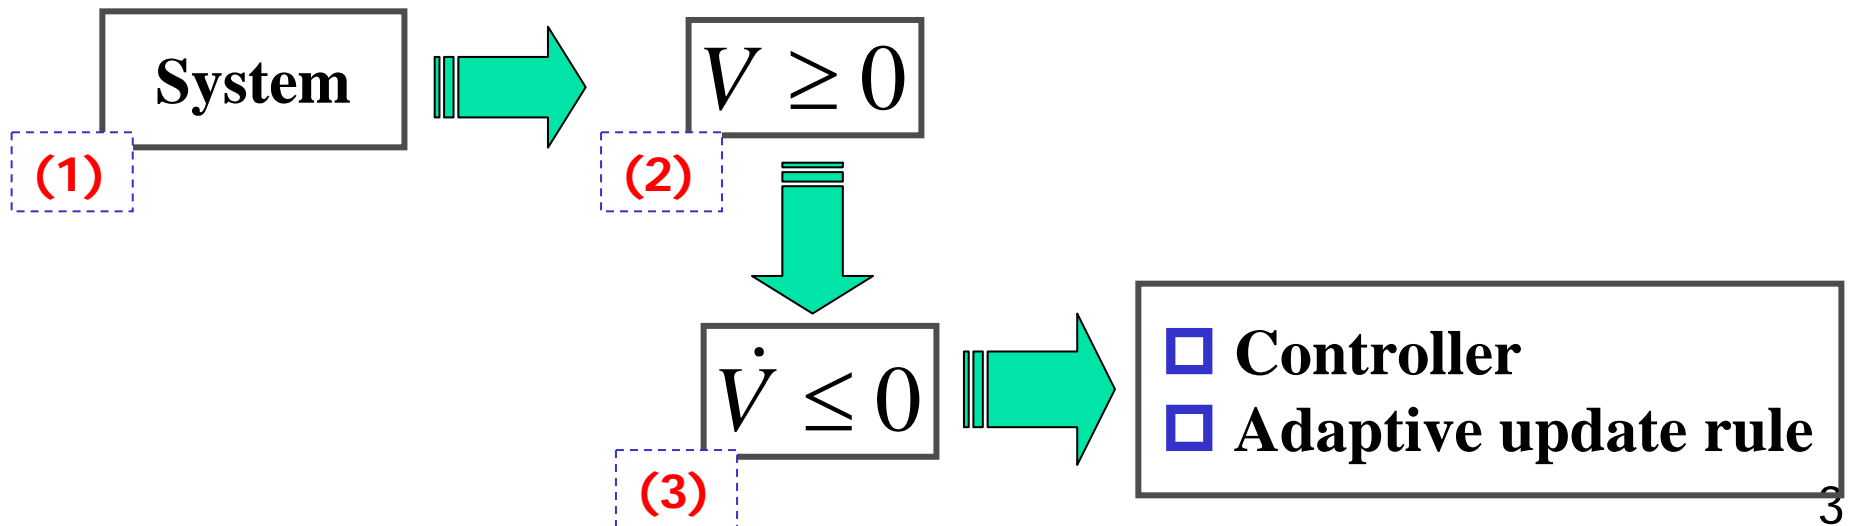 System
V ≥ 0
(1)
(2)
V̇ ≤ 0
Controller
Adaptive update rule
(3)
3